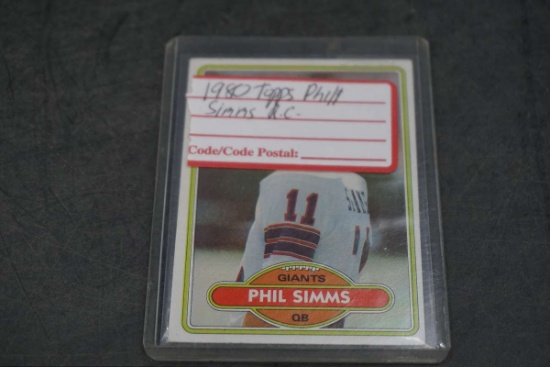 1980 Topps Phill
Simms R.C.
Code/Code Postal:
11
GIANTS
PHIL SIMMS
QB